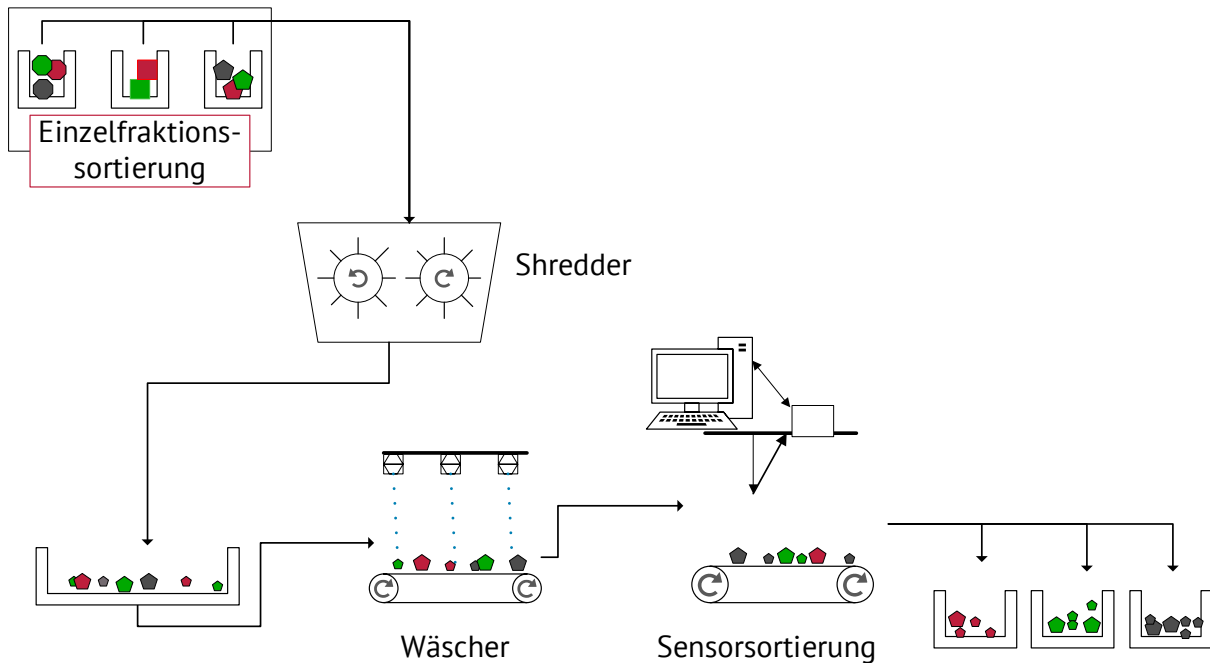 Einzelfraktions-
sortierung
Shredder
Wäscher
Sensorsortierung